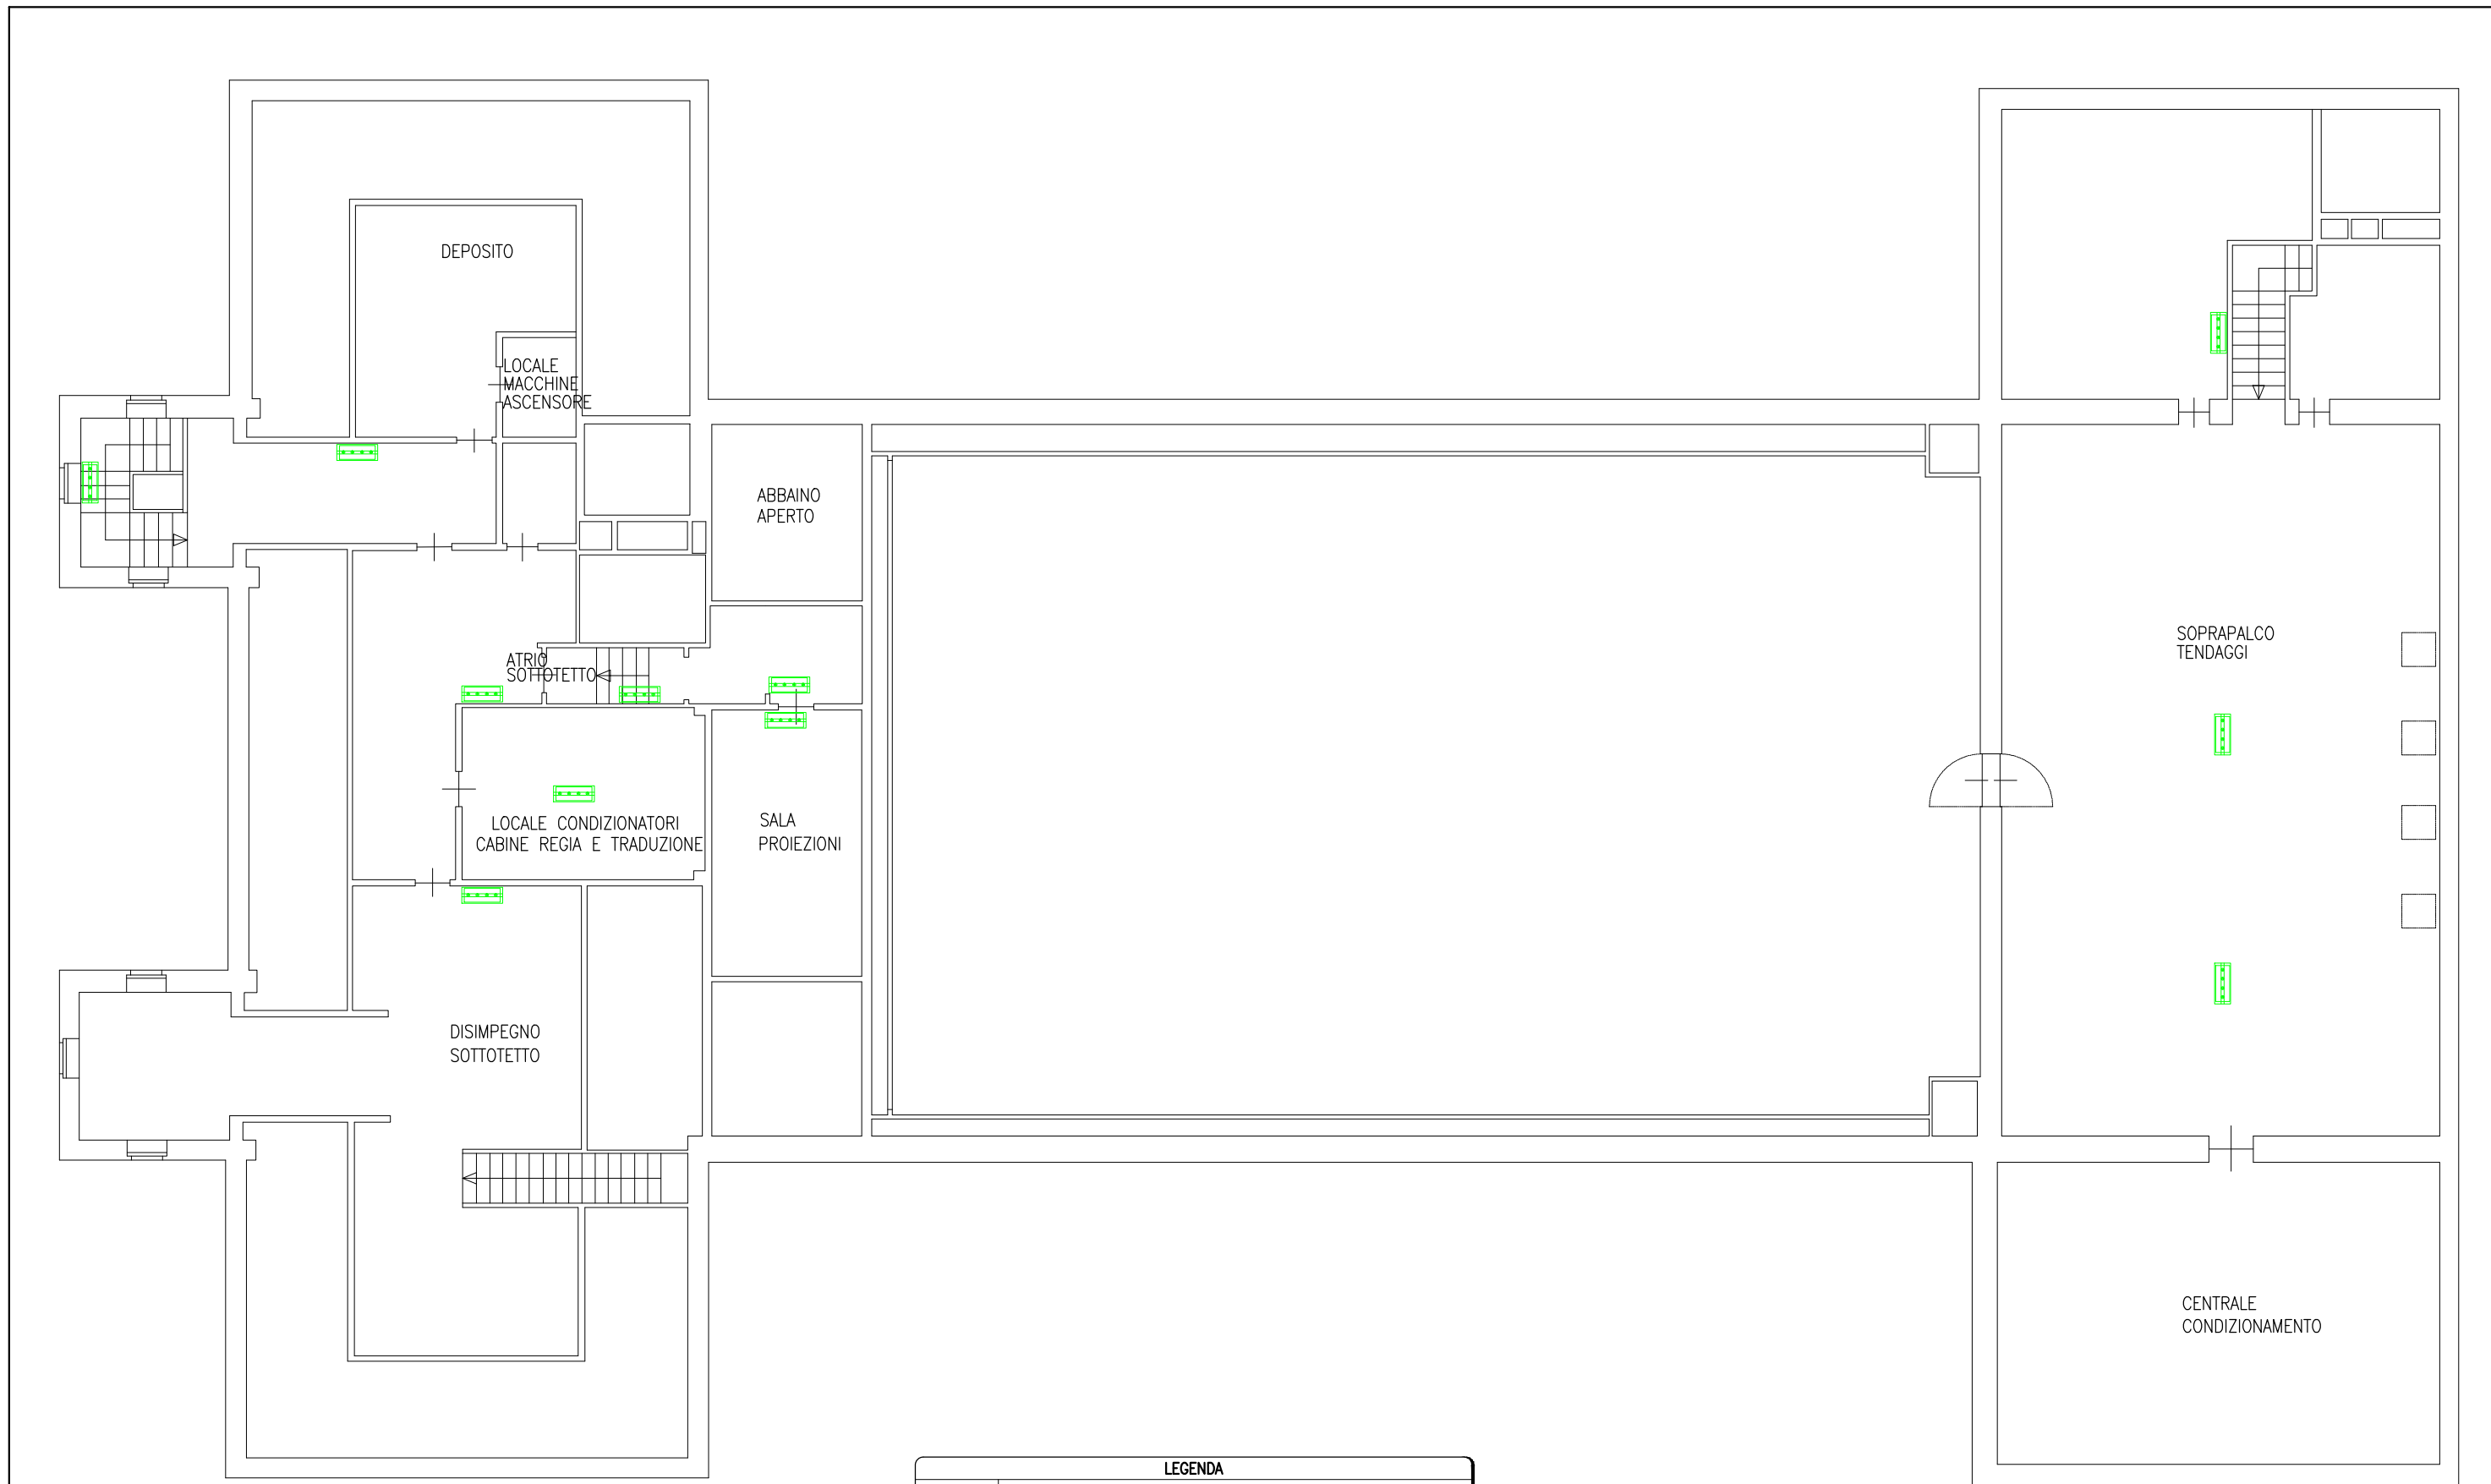 DEPOSITO
LOCALE
MACCHINE
ASCENSORE
ABBAINO
APERTO
ATRIO
SOTTOTETTO
SOPRAPALCO
TENDAGGI
LOCALE CONDIZIONATORI
CABINE REGIA E TRADUZIONE
SALA
PROIEZIONI
DISIMPEGNO
SOTTOTETTO
CENTRALE
CONDIZIONAMENTO
LEGENDA